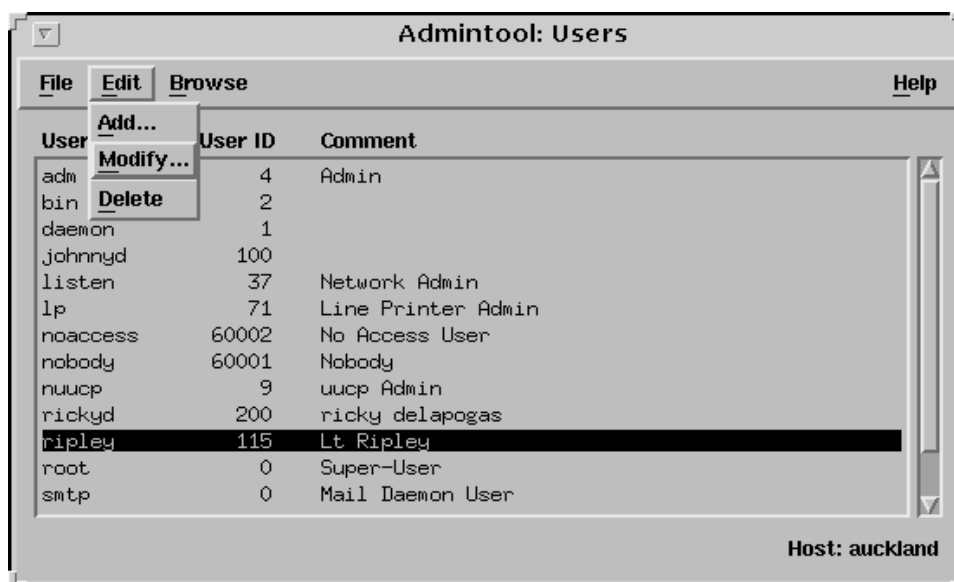 Admintool: Users
File Edit Browse Help
Add...
Modify...
Delete
User User ID Comment
adm 4 Admin
bin 2
daemon 1
johnnyd 100
listen 37 Network Admin
lp 71 Line Printer Admin
noaccess 60002 No Access User
nobody 60001 Nobody
nuucp 9 uucp Admin
rickyd 200 ricky delapogas
ripley 115 Lt Ripley
root 0 Super-User
smtp 0 Mail Daemon User
Host: auckland